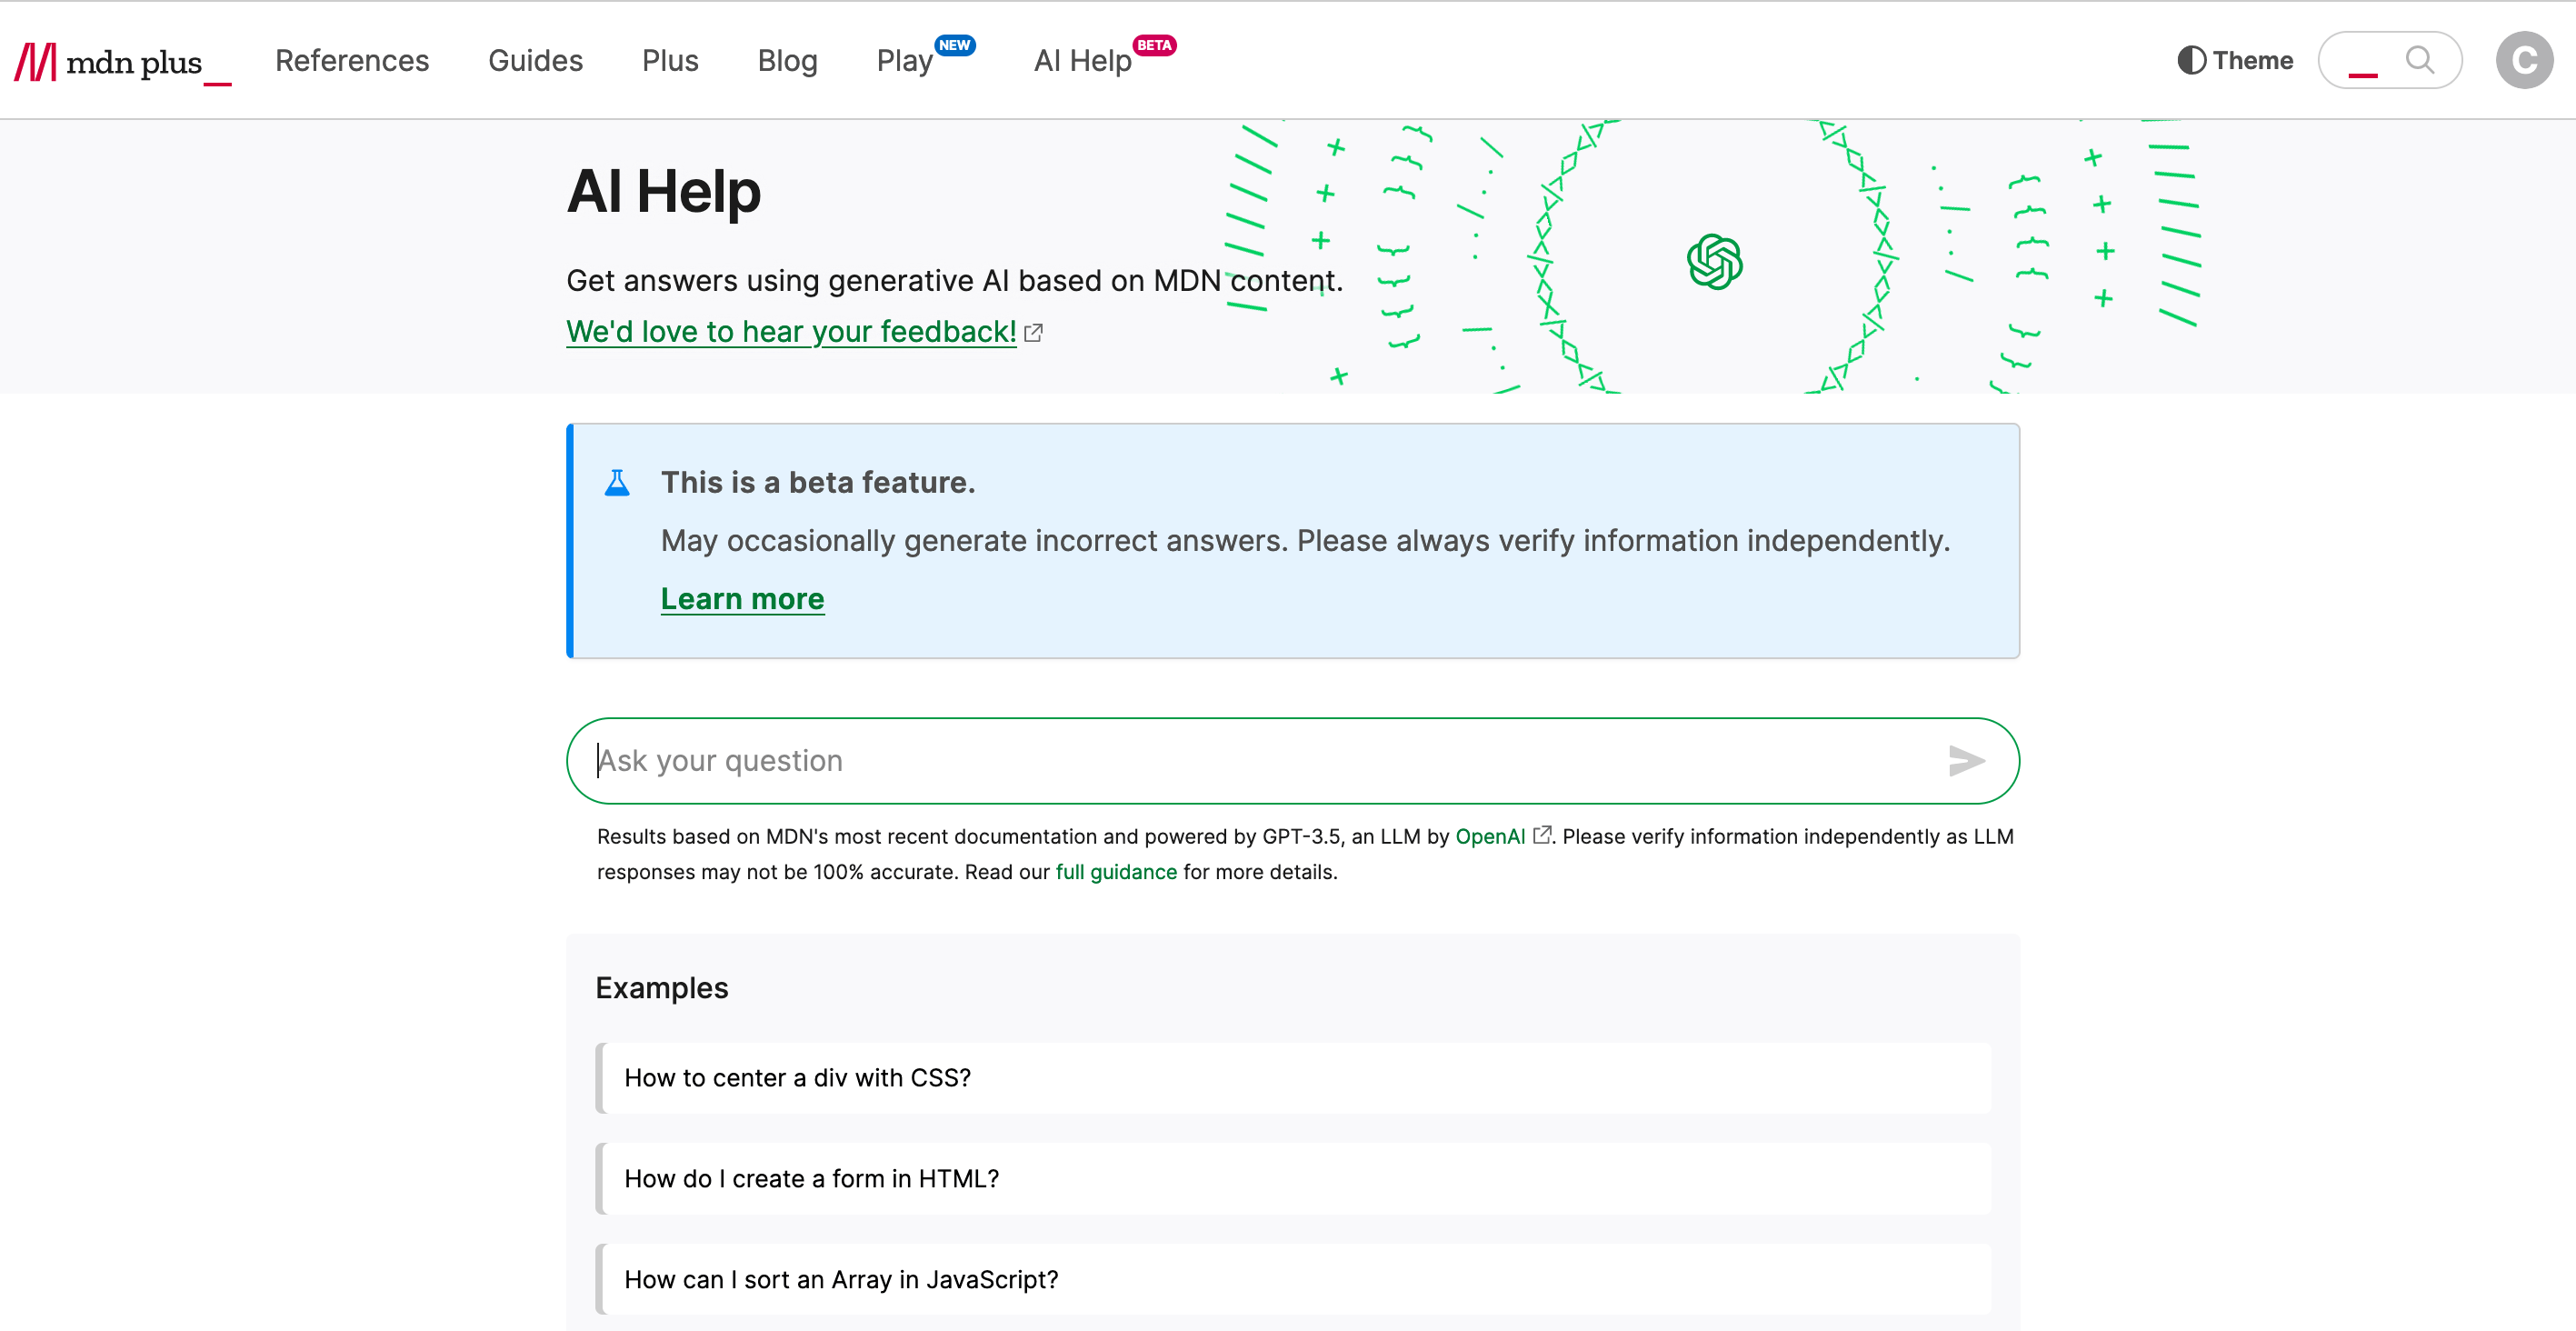 mdn plus_
References
Guides
Plus
Blog
Play NEW
AI Help BETA
Theme
C
AI Help
Get answers using generative AI based on MDN content.
We'd love to hear your feedback!
This is a beta feature.
May occasionally generate incorrect answers. Please always verify information independently.
Learn more
Ask your question
Results based on MDN's most recent documentation and powered by GPT-3.5, an LLM by OpenAI. Please verify information independently as LLM
responses may not be 100% accurate. Read our full guidance for more details.
Examples
How to center a div with CSS?
How do I create a form in HTML?
How can I sort an Array in JavaScript?